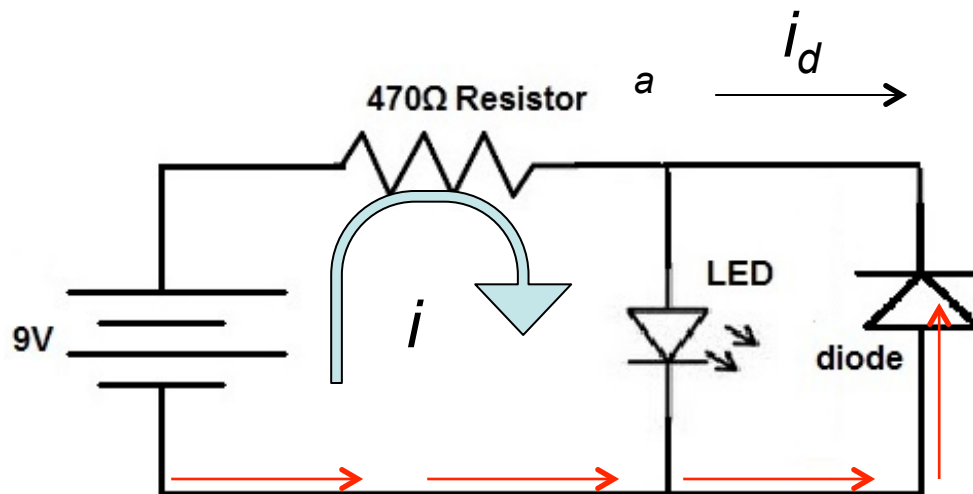 i_d
a
470Ω Resistor
LED
9V
i
diode